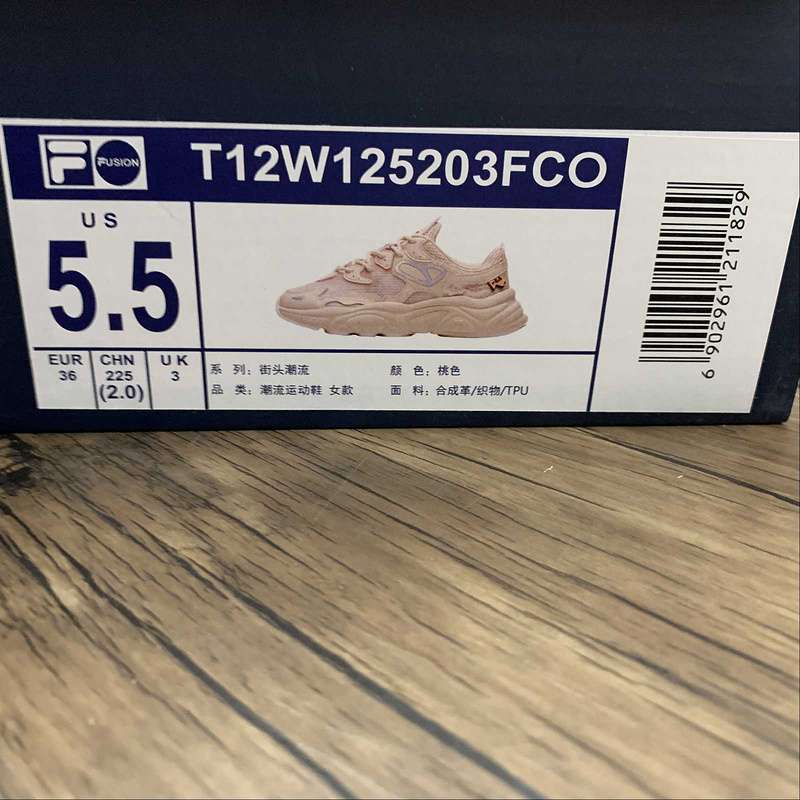 F FUSION
T12W125203FCO
US
5.5
EUR 36
CHN 225 (2.0)
UK 3
系 列：街头潮流
颜 色：桃色
品 类：潮流运动鞋 女款
面 料：合成革/织物/TPU
6 902961 211829